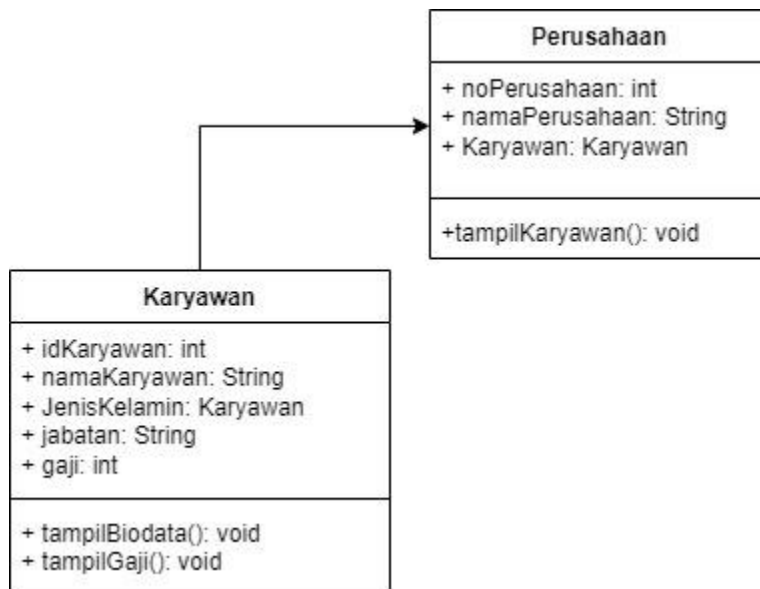 Perusahaan
+ noPerusahaan: int
+ namaPerusahaan: String
+ Karyawan: Karyawan
+tampilKaryawan(): void
Karyawan
+ idKaryawan: int
+ namaKaryawan: String
+ JenisKelamin: Karyawan
+ jabatan: String
+ gaji: int
+ tampilBiodata(): void
+ tampilGaji(): void